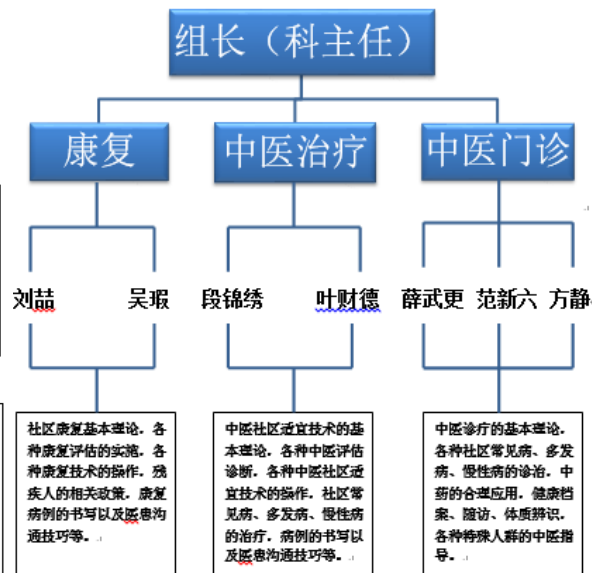 组长（科主任）
康复
中医治疗
中医门诊
刘喆
吴瑕
段锦绣
叶财德
薛武更
范新六
方静
社区康复基本理论，各
种康复评估的实施，各
种康复技术的操作，残
疾人的相关政策，康复
病例的书写以及医患沟
通技巧等。
中医社区适宜技术的基
本理论，各种中医评估
诊断，各种中医社区适
宜技术的操作，社区常
见病、多发病、慢性病
的治疗，病例的书写以
及医患沟通技巧等。
中医诊疗的基本理论，
各种社区常见病、多发
病、慢性病的诊治，中
药的合理应用，健康档
案、随访、体质辨识，
各种特殊人群的中医指
导。